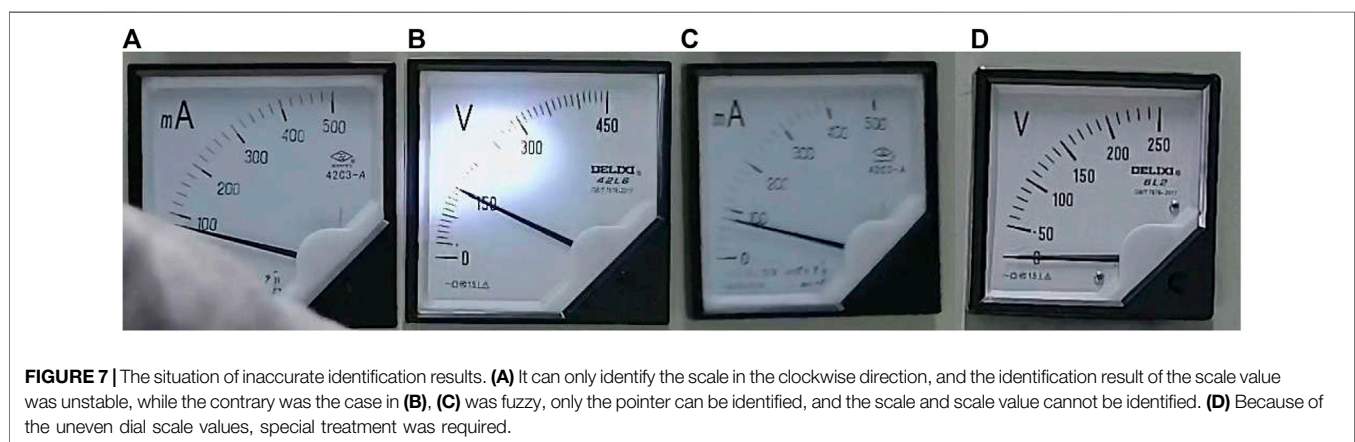 A
B
C
D
mA
100
200
300
400
500
42C3-A
V
0
150
300
450
DELIXI
42L6
mA
0
100
200
300
400
500
42C3-A
V
0
50
100
150
200
250
DELIXI
6L2
FIGURE 7 | The situation of inaccurate identification results. (A) It can only identify the scale in the clockwise direction, and the identification result of the scale value
was unstable, while the contrary was the case in (B), (C) was fuzzy, only the pointer can be identified, and the scale and scale value cannot be identified. (D) Because of
the uneven dial scale values, special treatment was required.